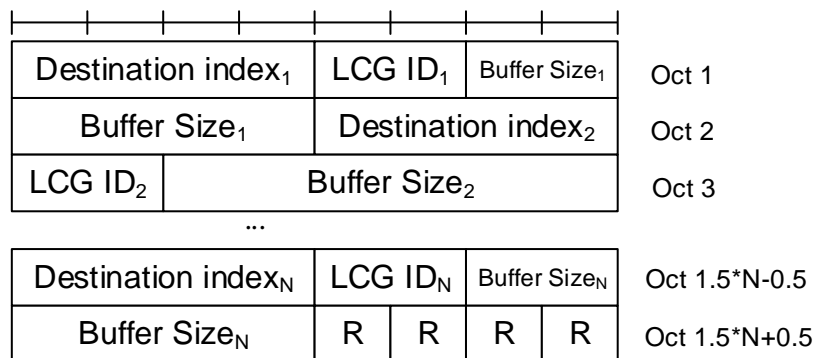 Destination index₁ LCG ID₁ Buffer Size₁ Oct 1
Buffer Size₁ Destination index₂ Oct 2
LCG ID₂ Buffer Size₂ Oct 3
...
Destination indexN LCG IDN Buffer SizeN Oct 1.5*N-0.5
Buffer SizeN R R R R Oct 1.5*N+0.5